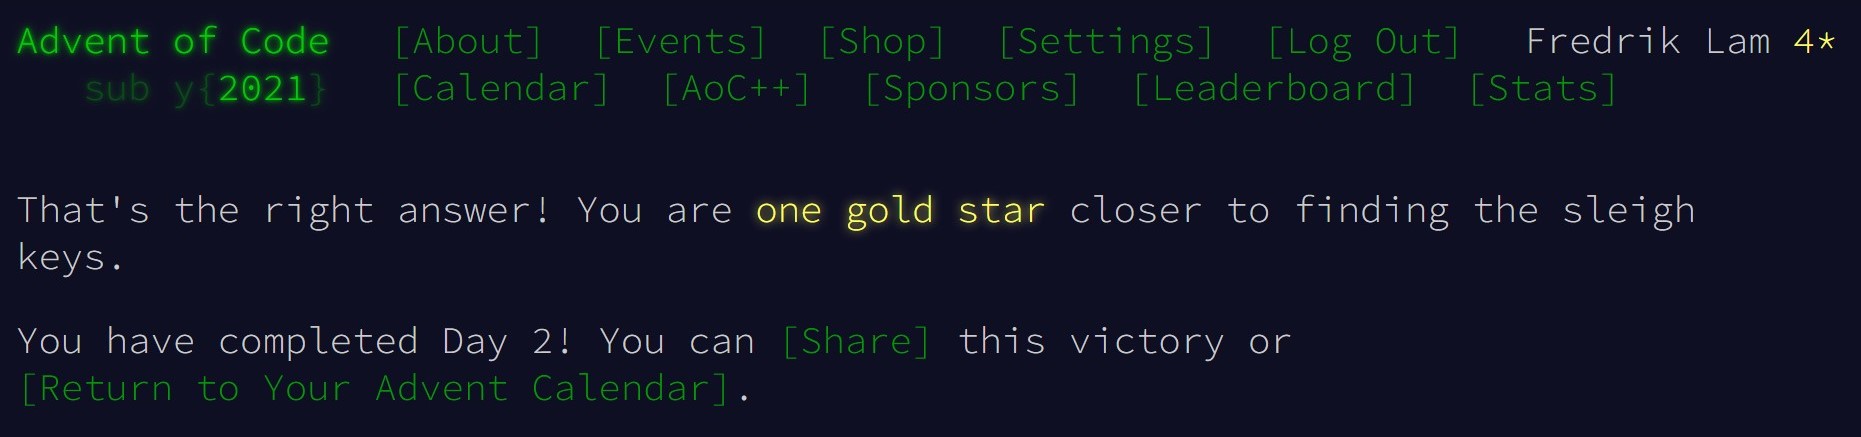 Advent of Code [About] [Events] [Shop] [Settings] [Log Out] Fredrik Lam 4*
sub y{2021} [Calendar] [AoC++] [Sponsors] [Leaderboard] [Stats]
That's the right answer! You are one gold star closer to finding the sleigh
keys.
You have completed Day 2! You can [Share] this victory or
[Return to Your Advent Calendar].